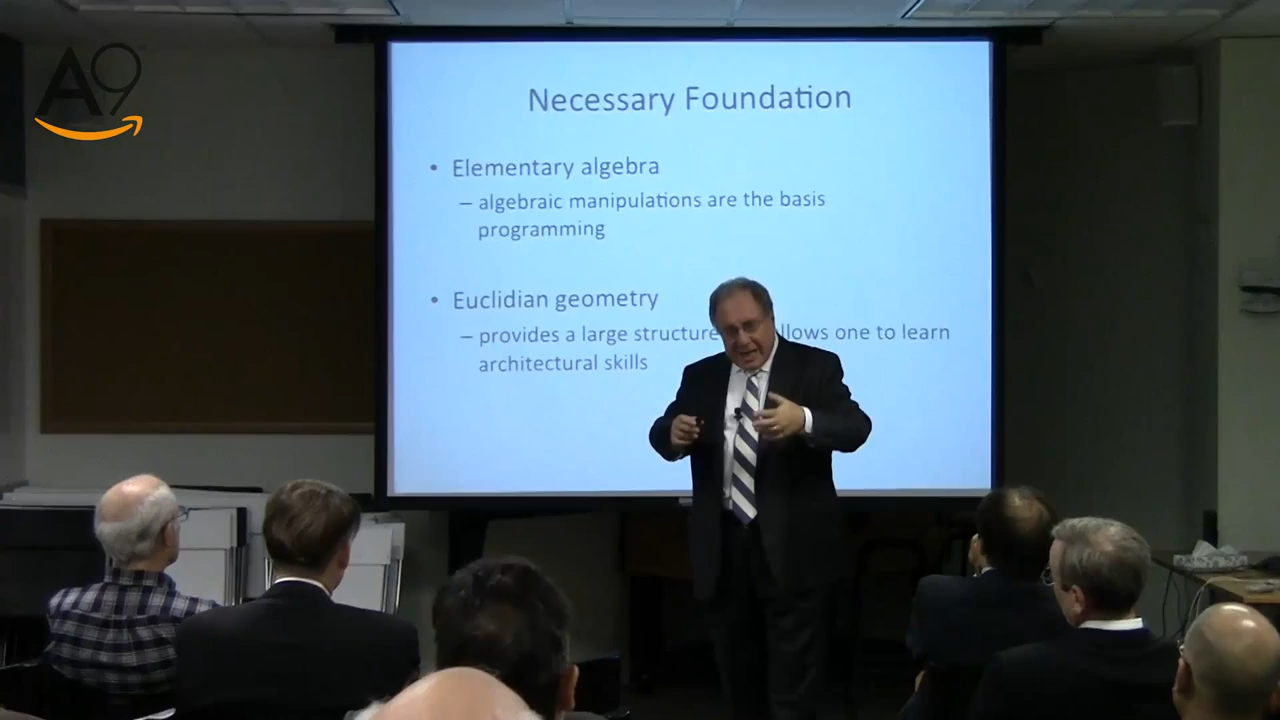 A9
Necessary Foundation
• Elementary algebra
– algebraic manipulations are the basis
programming
• Euclidian geometry
– provides a large structure llows one to learn
architectural skills